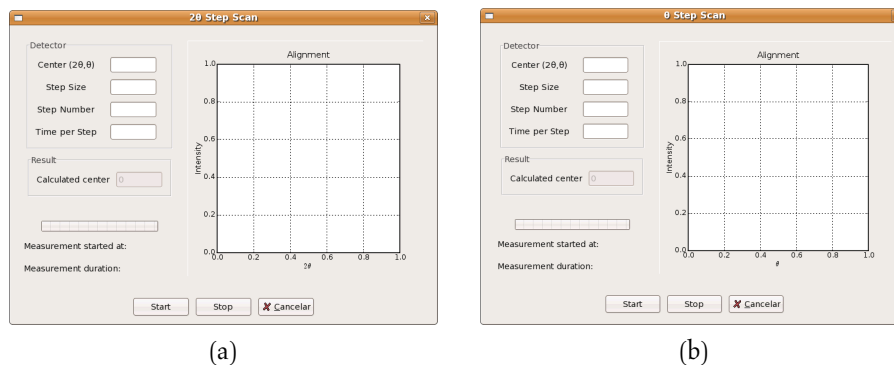 2θ Step Scan
Detector
Center (2θ,θ)
Step Size
Step Number
Time per Step
Result
Calculated center 0
Measurement started at:
Measurement duration:
Alignment
1.0
0.8
0.6
0.4
0.2
0.0
Intensity
0.0 0.2 0.4 0.6 0.8 1.0
2θ
Start Stop Cancelar
(a)
θ Step Scan
Detector
Center (2θ,θ)
Step Size
Step Number
Time per Step
Result
Calculated center 0
Measurement started at:
Measurement duration:
Alignment
1.0
0.8
0.6
0.4
0.2
0.0
Intensity
0.0 0.2 0.4 0.6 0.8 1.0
θ
Start Stop Cancelar
(b)